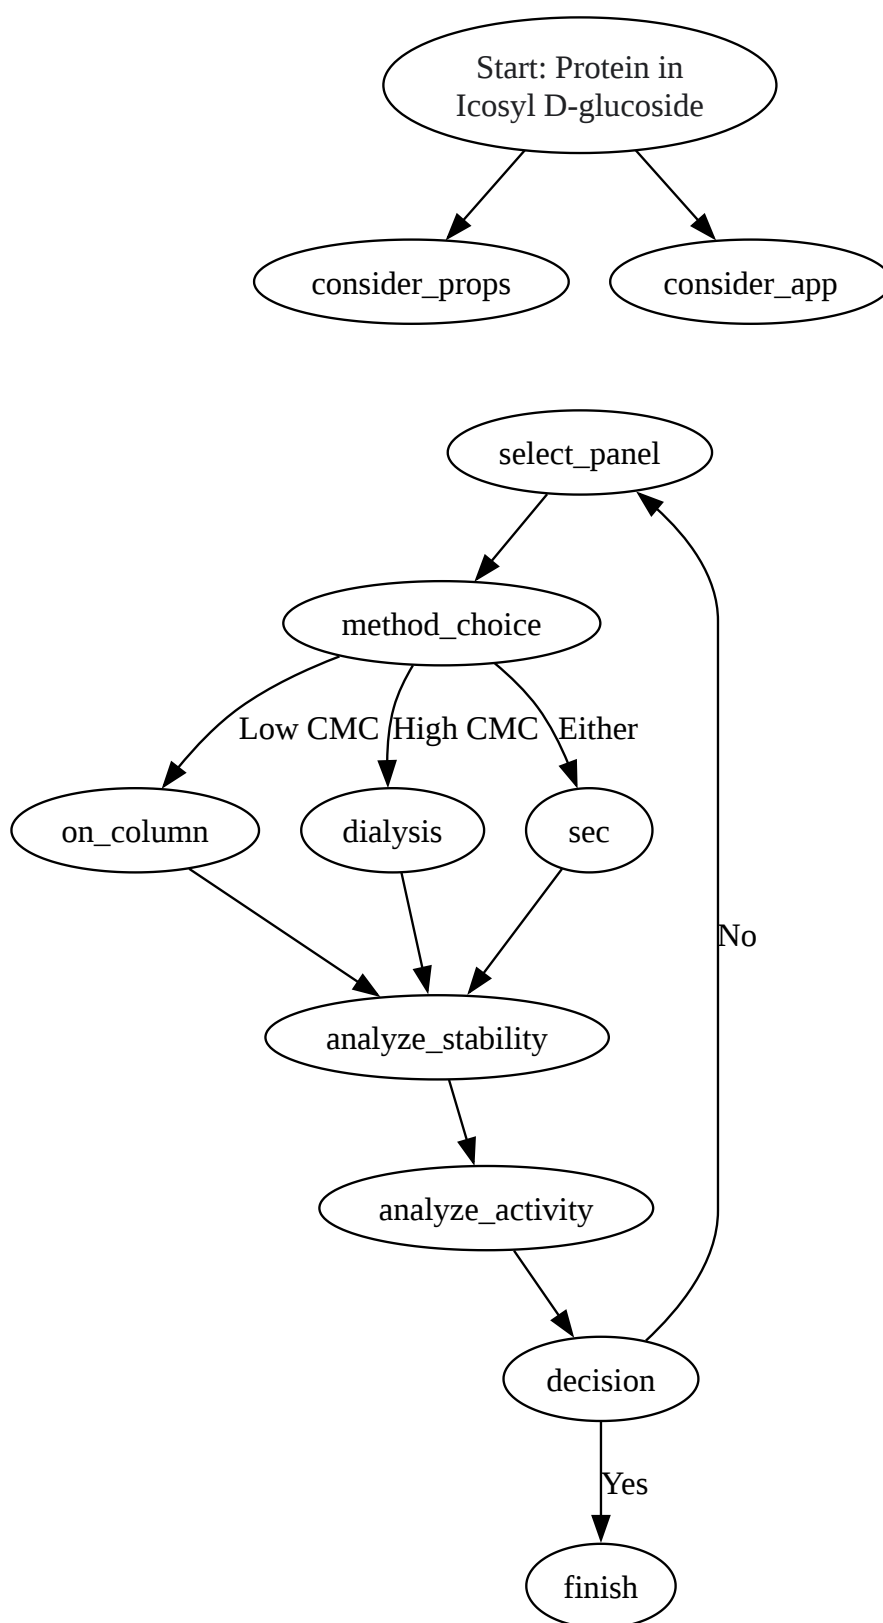 Start: Protein in
Icosyl D-glucoside
consider_props
consider_app
select_panel
method_choice
Low CMC
High CMC
Either
on_column
dialysis
sec
No
analyze_stability
analyze_activity
decision
Yes
finish